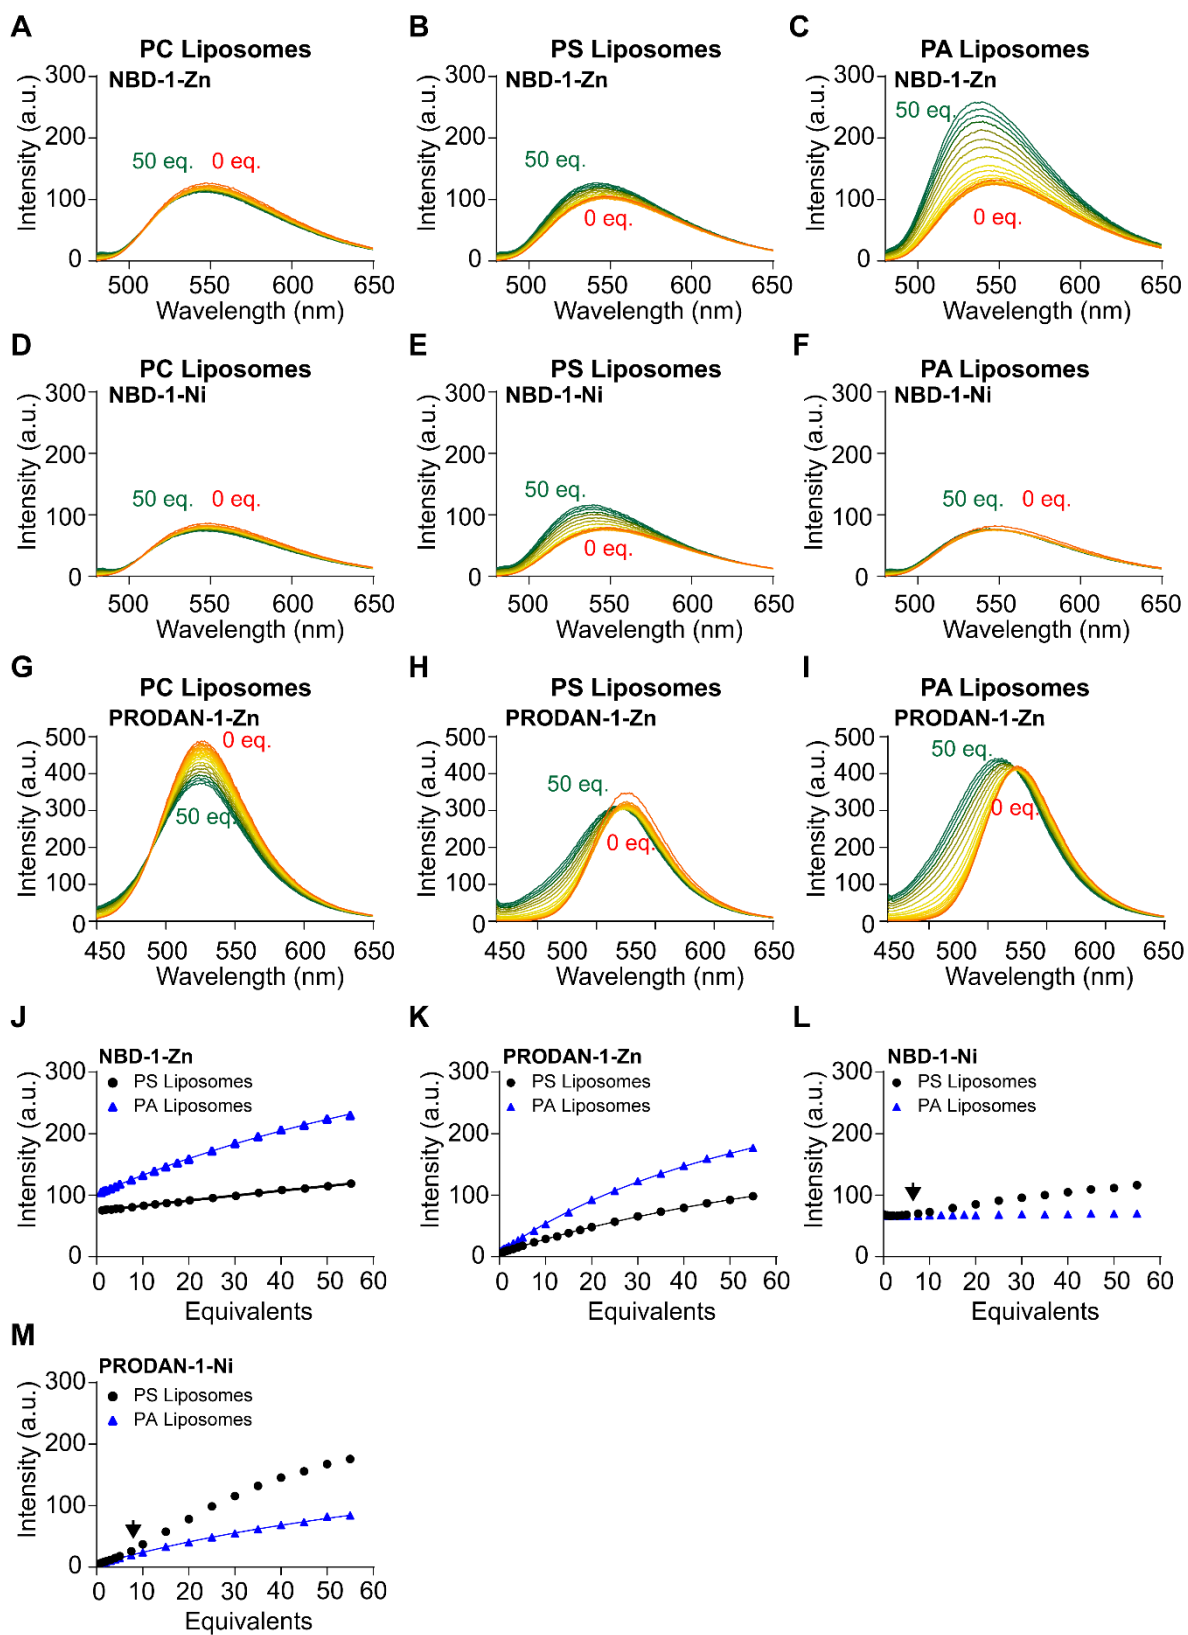 A
B
C
PC Liposomes
PS Liposomes
PA Liposomes
NBD-1-Zn
NBD-1-Zn
NBD-1-Zn
Intensity (a.u.)
300
200
100
0
50 eq. 0 eq.
500 550 600 650
Wavelength (nm)
Intensity (a.u.)
300
200
100
0
50 eq.
0 eq.
500 550 600 650
Wavelength (nm)
Intensity (a.u.)
300
200
100
0
50 eq.
0 eq.
500 550 600 650
Wavelength (nm)
D
E
F
PC Liposomes
PS Liposomes
PA Liposomes
NBD-1-Ni
NBD-1-Ni
NBD-1-Ni
Intensity (a.u.)
300
200
100
0
50 eq. 0 eq.
500 550 600 650
Wavelength (nm)
Intensity (a.u.)
300
200
100
0
50 eq.
0 eq.
500 550 600 650
Wavelength (nm)
Intensity (a.u.)
300
200
100
0
50 eq. 0 eq.
500 550 600 650
Wavelength (nm)
G
H
I
PC Liposomes
PS Liposomes
PA Liposomes
PRODAN-1-Zn
PRODAN-1-Zn
PRODAN-1-Zn
Intensity (a.u.)
500
400
300
200
100
0
0 eq.
50 eq.
450 500 550 600 650
Wavelength (nm)
Intensity (a.u.)
500
400
300
200
100
0
50 eq.
0 eq.
450 500 550 600 650
Wavelength (nm)
Intensity (a.u.)
500
400
300
200
100
0
50 eq.
0 eq.
450 500 550 600 650
Wavelength (nm)
J
K
L
NBD-1-Zn
PS Liposomes
PA Liposomes
Intensity (a.u.)
300
200
100
0
0 10 20 30 40 50 60
Equivalents
PRODAN-1-Zn
PS Liposomes
PA Liposomes
Intensity (a.u.)
300
200
100
0
0 10 20 30 40 50 60
Equivalents
NBD-1-Ni
PS Liposomes
PA Liposomes
Intensity (a.u.)
300
200
100
0
0 10 20 30 40 50 60
Equivalents
M
PRODAN-1-Ni
PS Liposomes
PA Liposomes
Intensity (a.u.)
300
200
100
0
0 10 20 30 40 50 60
Equivalents